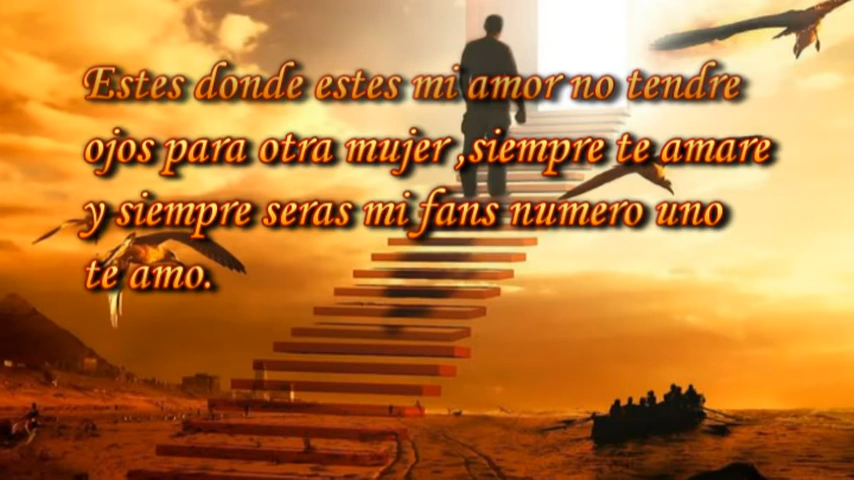 Estes donde estes mi amor no tendre
ojos para otra mujer ,siempre te amare
y siempre seras mi fans numero uno
te amo.